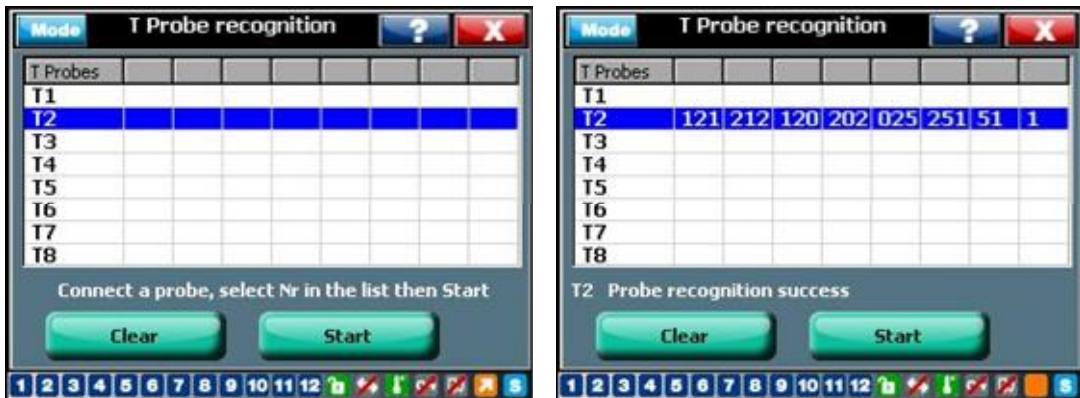 Mode T Probe recognition ? X
T Probes
T1
T2
T3
T4
T5
T6
T7
T8
Connect a probe, select Nr in the list then Start
Clear Start
1 2 3 4 5 6 7 8 9 10 11 12 S
Mode T Probe recognition ? X
T Probes
T1
T2 121 212 120 202 025 251 51 1
T3
T4
T5
T6
T7
T8
T2 Probe recognition success
Clear Start
1 2 3 4 5 6 7 8 9 10 11 12 S